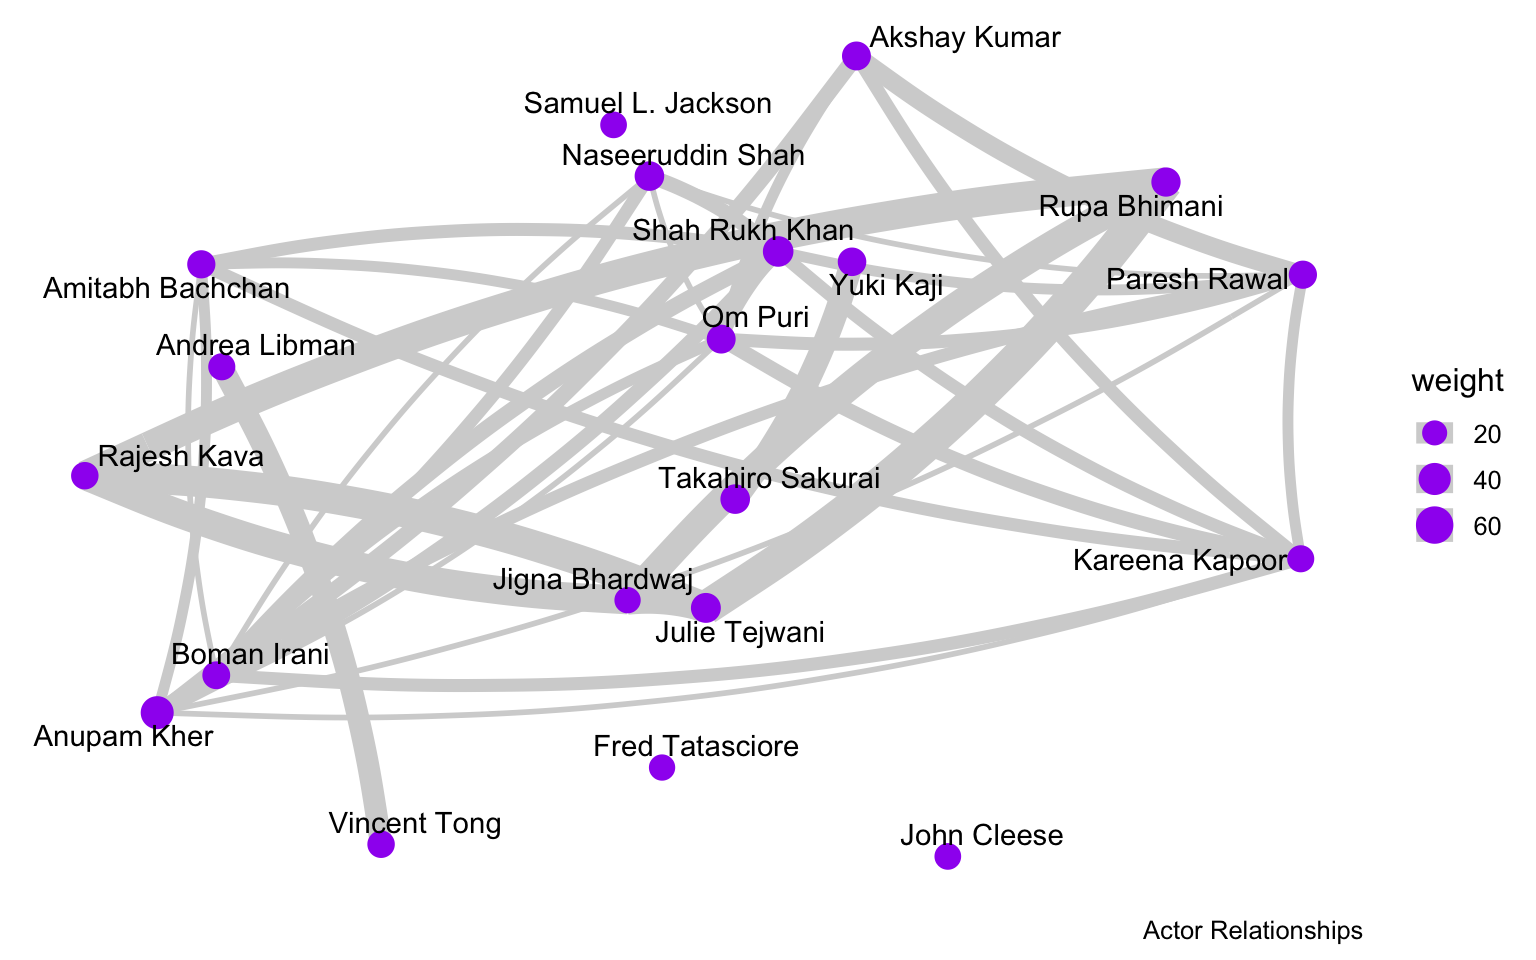 Akshay Kumar
Samuel L. Jackson
Naseeruddin Shah
Rupa Bhimani
Shah Rukh Khan
Paresh Rawal
Yuki Kaji
Amitabh Bachchan
Om Puri
Andrea Libman
weight
20
Rajesh Kava
Takahiro Sakurai
40
60
Kareena Kapoor
Jigna Bhardwaj
Julie Tejwani
Boman Irani
Anupam Kher
Fred Tatasciore
Vincent Tong
John Cleese
Actor Relationships